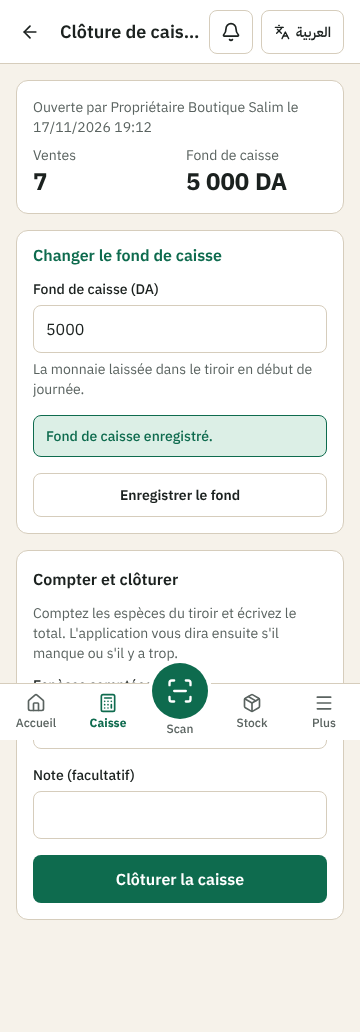 Clôture de cais...
العربية
Ouverte par Propriétaire Boutique Salim le
17/11/2026 19:12
Ventes
Fond de caisse
7
5 000 DA
Changer le fond de caisse
Fond de caisse (DA)
5000
La monnaie laissée dans le tiroir en début de
journée.
Fond de caisse enregistré.
Enregistrer le fond
Compter et clôturer
Comptez les espèces du tiroir et écrivez le
total. L'application vous dira ensuite s'il
manque ou s'il y a trop.
Accueil
Caisse
Scan
Stock
Plus
Note (facultatif)
Clôturer la caisse